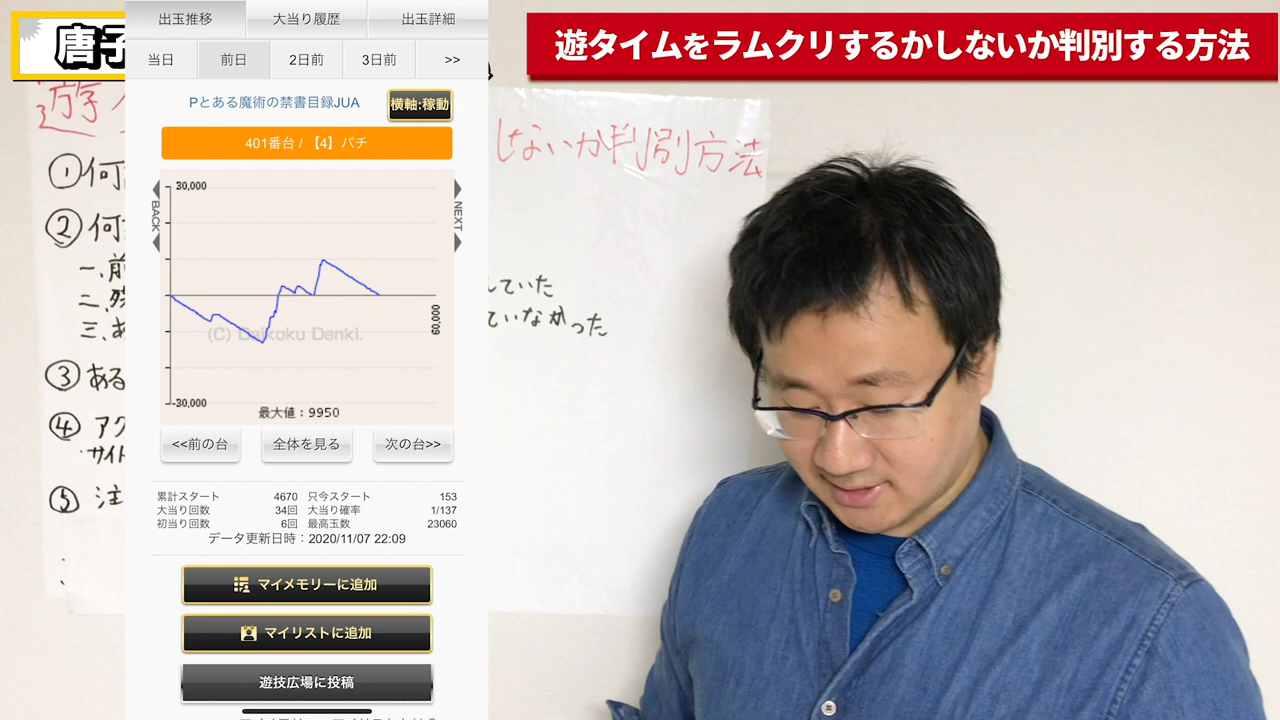 唐子
遊タイムをラムクリするかしないか判別する方法
出玉推移 大当り履歴 出玉詳細
当日 前日 2日前 3日前 >>
Pとある魔術の禁書目録JUA 横軸:稼動
401番台 / 【4】パチ
30,000
BACK
NEXT
60,000
(C) Daikoku Denki.
-30,000
最大値：9950
<<前の台 全体を見る 次の台>>
累計スタート 4670 只今スタート 153
大当り回数 34回 大当り確率 1/137
初当り回数 6回 最高玉数 23060
データ更新日時：2020/11/07 22:09
マイメモリーに追加
マイリストに追加
遊技広場に投稿
遊
しないか判別方法
①何
②何
一.前
二.残
三.あ
していた
ていなかった
③ある
④アク
・サイト
⑤注